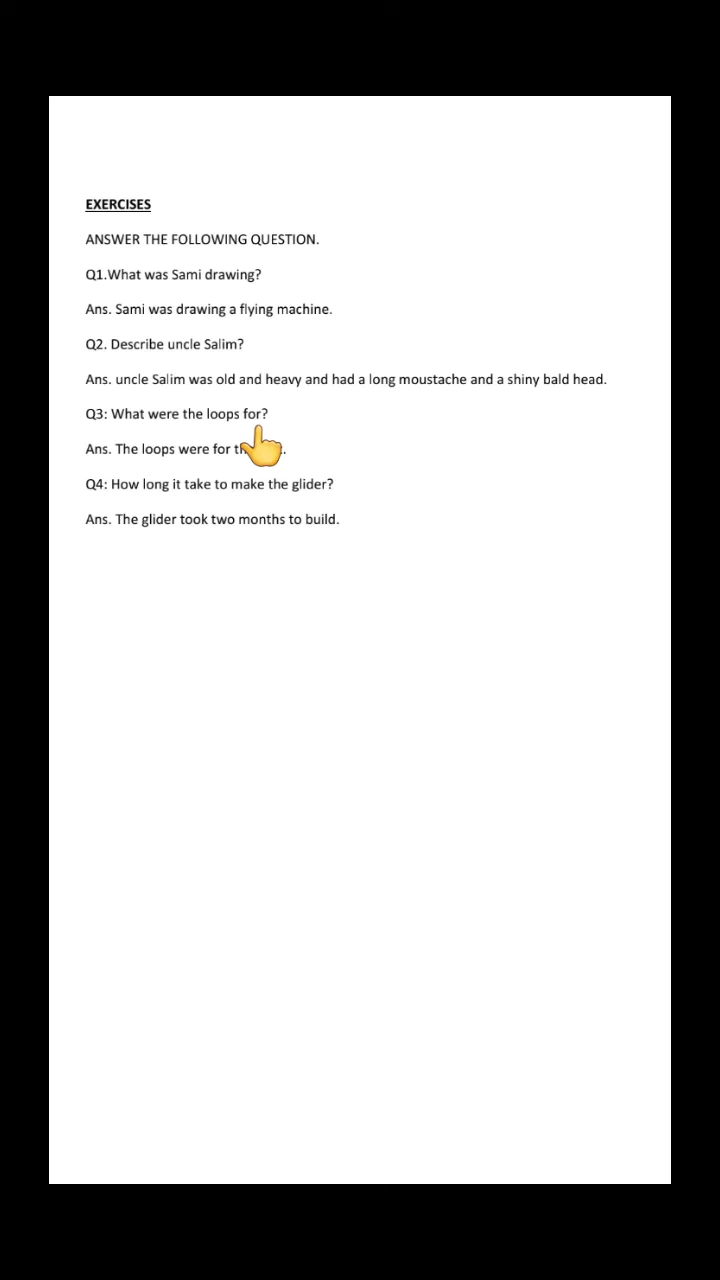 EXERCISES
ANSWER THE FOLLOWING QUESTION.
Q1.What was Sami drawing?
Ans. Sami was drawing a flying machine.
Q2. Describe uncle Salim?
Ans. uncle Salim was old and heavy and had a long moustache and a shiny bald head.
Q3: What were the loops for?
Ans. The loops were for
Q4: How long it take to make the glider?
Ans. The glider took two months to build.